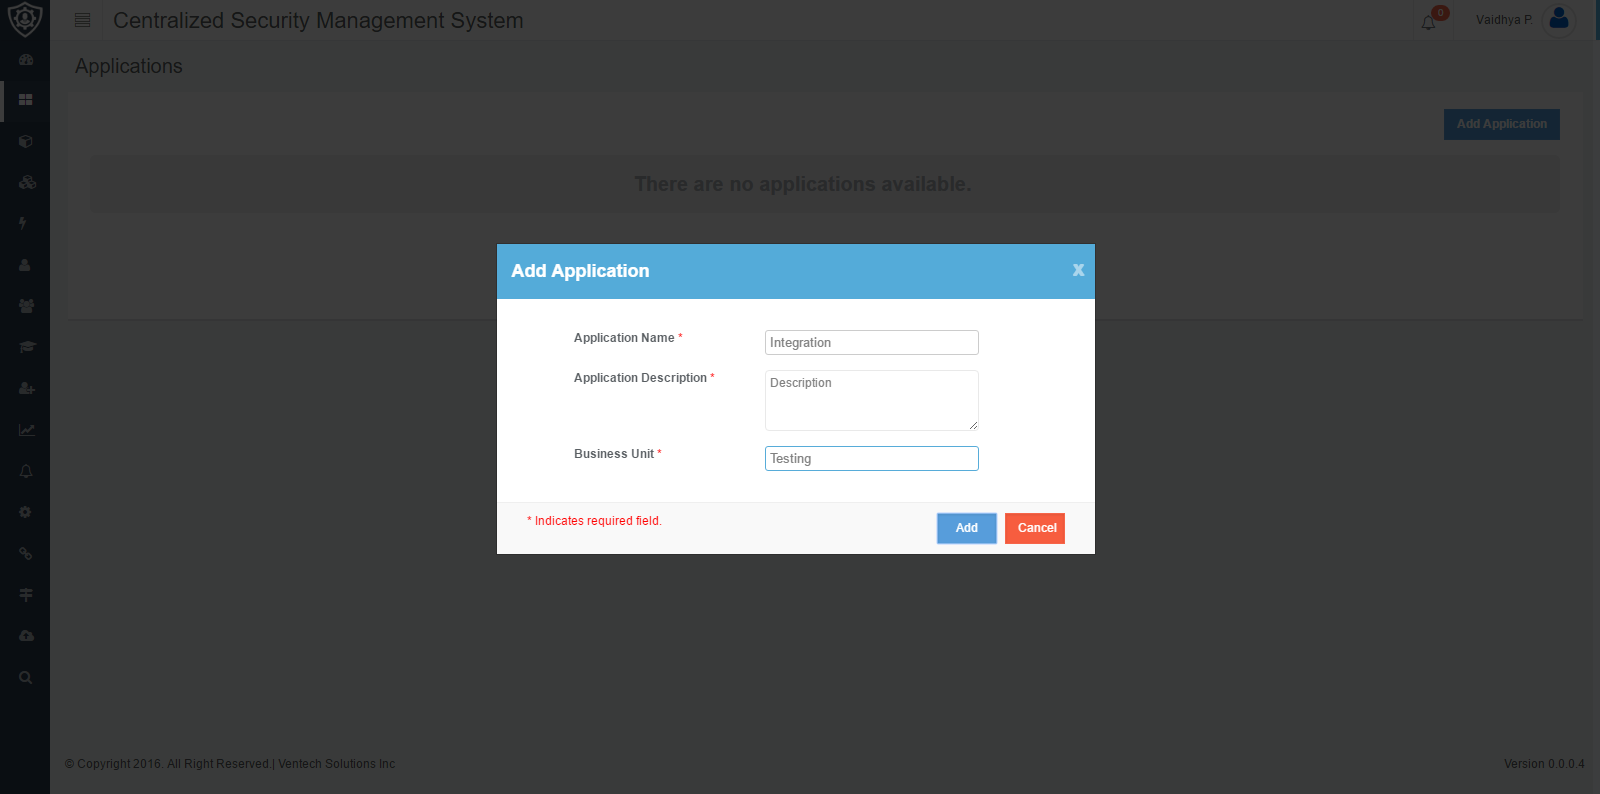 Centralized Security Management System
0
Vaidhya P.
Applications
Add Application
There are no applications available.
Add Application
X
Application Name *
Integration
Application Description *
Description
Business Unit *
Testing
* Indicates required field.
Add
Cancel
© Copyright 2016. All Right Reserved.| Ventech Solutions Inc
Version 0.0.0.4